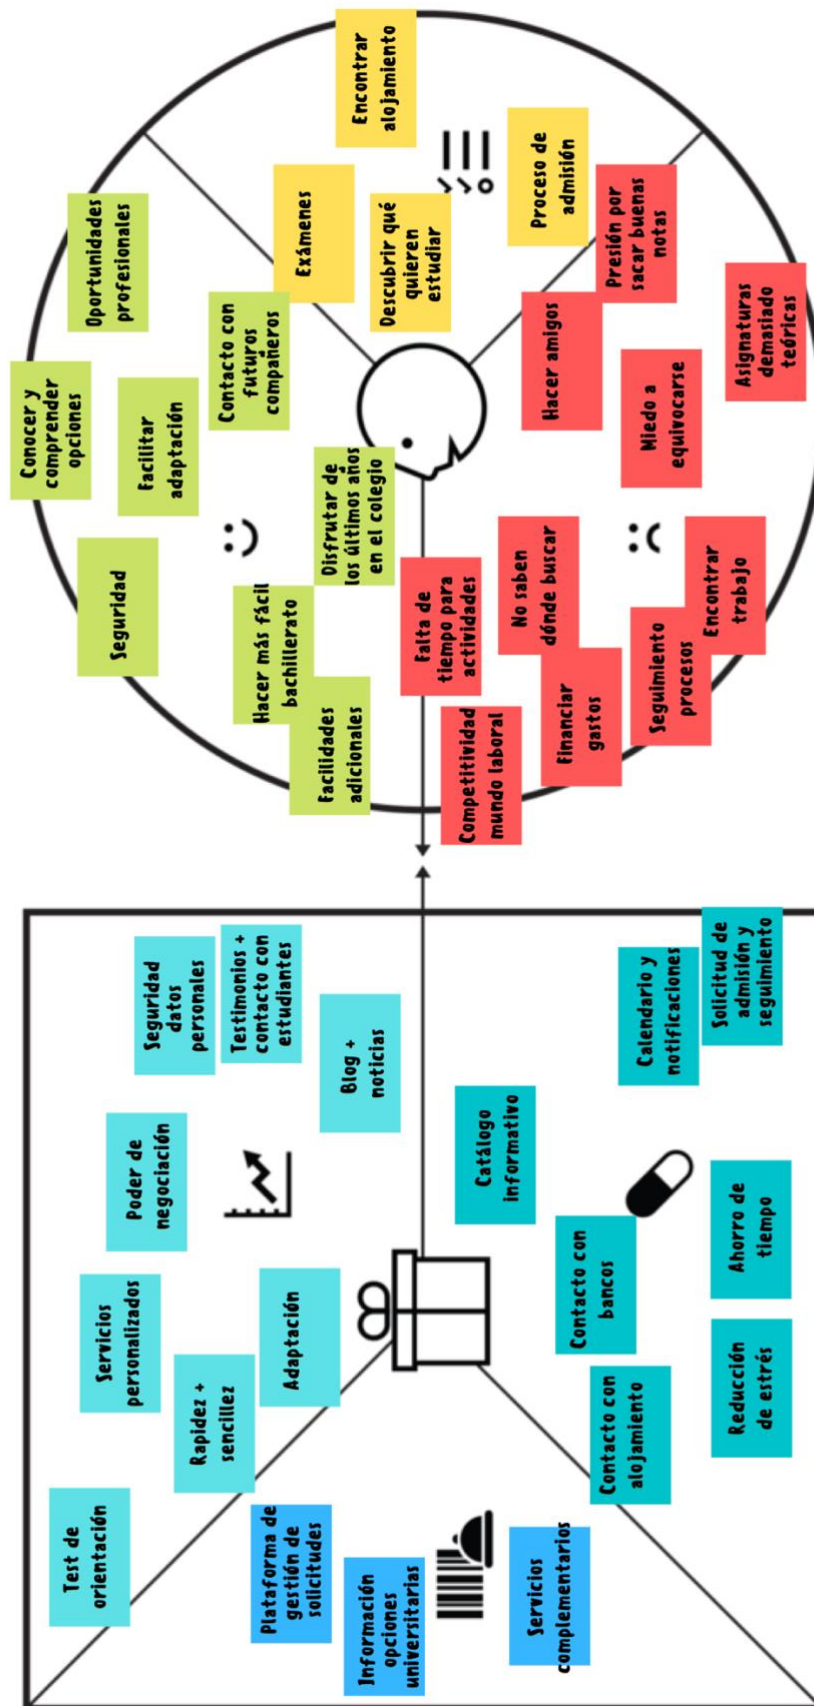 Test de
orientación
Servicios
personalizados
Rapidez +
sencillez
Adaptación
Poder de
negociación
Seguridad
datos
personales
Testimonios +
contacto con
estudiantes
Blog +
noticias
Plataforma de
gestión de
solicitudes
Información
opciones
universitarias
Servicios
complementarios
Catálogo
informativo
Contacto con
bancos
Contacto con
alojamiento
Calendario y
notificaciones
Solicitud de
admisión y
seguimiento
Ahorro de
tiempo
Reducción
de estrés
Seguridad
Conocer y
comprender
opciones
Oportunidades
profesionales
Facilitar
adaptación
Contacto con
futuros
compañeros
Hacer más fácil
bachillerato
Facilidades
adicionales
Disfrutar de
los últimos años
en el colegio
Exámenes
Encontrar
alojamiento
Descubrir qué
quieren
estudiar
Proceso de
admisión
Falta de
tiempo para
actividades
Competitividad
mundo laboral
No saben
dónde buscar
Financiar
gastos
Seguimiento
procesos
Encontrar
trabajo
Hacer amigos
Presión por
sacar buenas
notas
Miedo a
equivocarse
Asignaturas
demasiado
teóricas